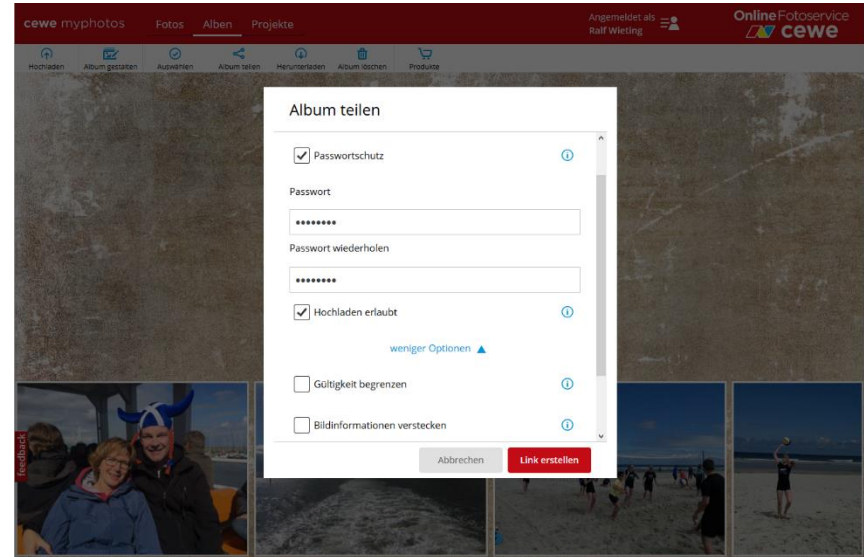 cewe myphotos
Fotos
Alben
Projekte
Angemeldet als
Ralf Wieting
OnlineFotoservice
cewe
Hochladen
Album gestalten
Auswählen
Album teilen
Herunterladen
Album löschen
Produkte
Album teilen
Passwortschutz
Passwort
••••••••
Passwort wiederholen
••••••••
Hochladen erlaubt
weniger Optionen
Gültigkeit begrenzen
Bildinformationen verstecken
Abbrechen
Link erstellen
feedback